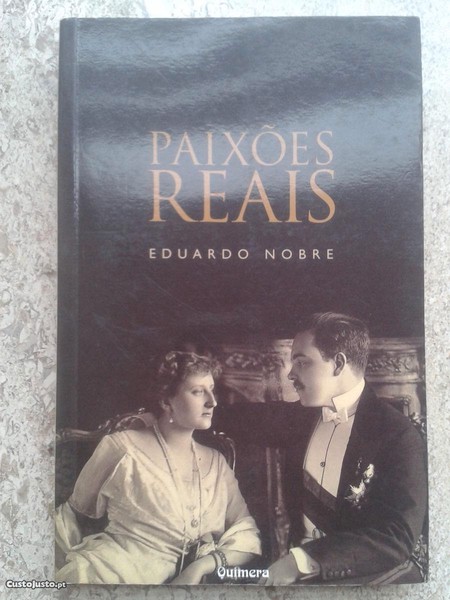 PAIXÕES
REAIS
EDUARDO NOBRE
Quimera
CustoJusto.pt